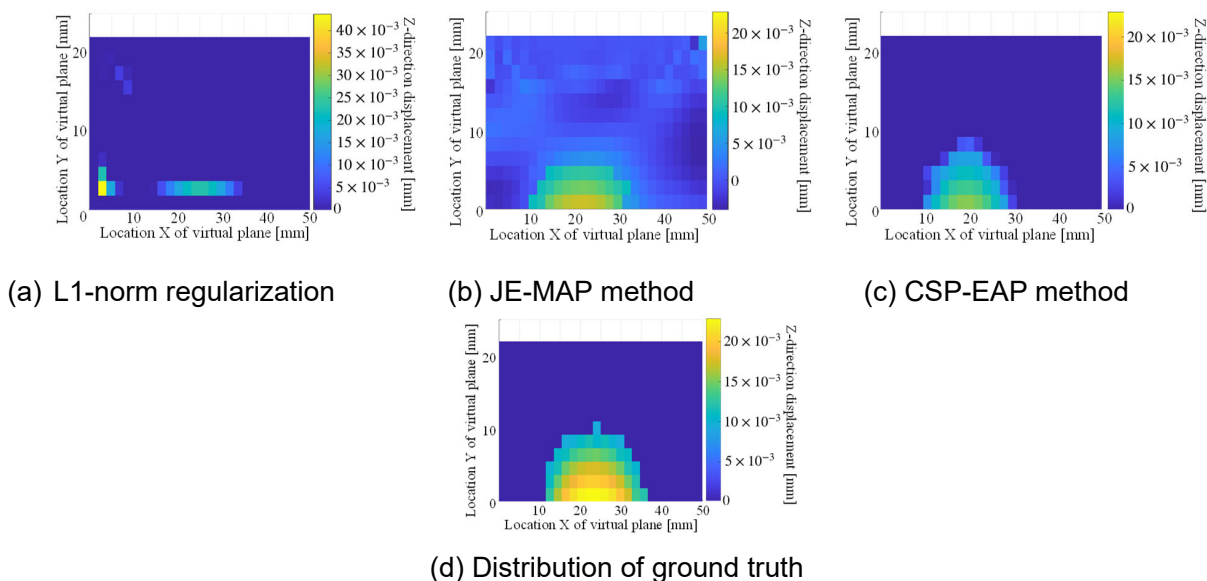 Location Y of virtual plane [mm]
20
10
0
0 10 20 30 40 50
Location X of virtual plane [mm]
40 × 10⁻³
35 × 10⁻³
30 × 10⁻³
25 × 10⁻³
20 × 10⁻³
15 × 10⁻³
10 × 10⁻³
5 × 10⁻³
0
Z-direction displacement [mm]
Location Y of virtual plane [mm]
20
10
0
10 20 30 40 50
Location X of virtual plane [mm]
20 × 10⁻³
15 × 10⁻³
10 × 10⁻³
5 × 10⁻³
0
Z-direction displacement [mm]
Location Y of virtual plane [mm]
20
10
0
10 20 30 40 50
Location X of virtual plane [mm]
20 × 10⁻³
15 × 10⁻³
10 × 10⁻³
5 × 10⁻³
0
Z-direction displacement [mm]
(a) L1-norm regularization
(b) JE-MAP method
(c) CSP-EAP method
Location Y of virtual plane [mm]
20
10
0
10 20 30 40 50
Location X of virtual plane [mm]
20 × 10⁻³
15 × 10⁻³
10 × 10⁻³
5 × 10⁻³
0
Z-direction displacement [mm]
(d) Distribution of ground truth